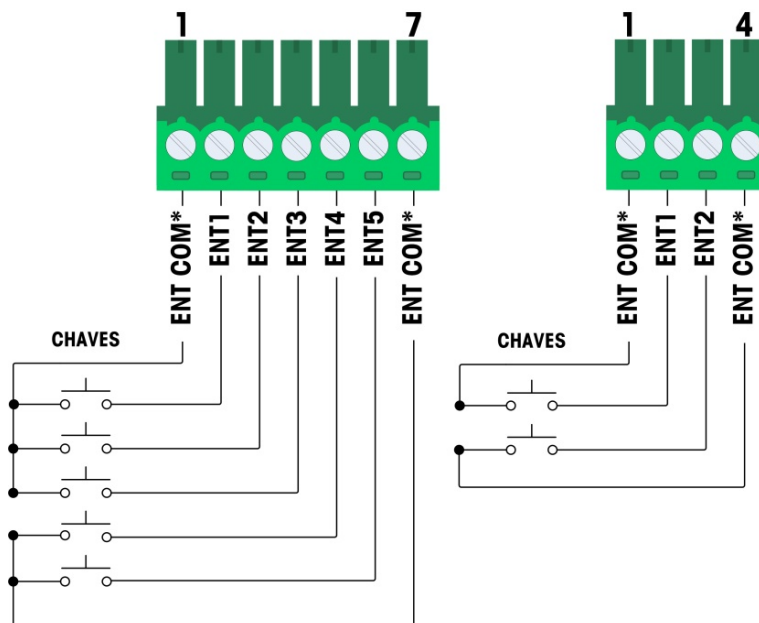 1 7
ENT COM*
ENT1
ENT2
ENT3
ENT4
ENT5
ENT COM*
CHAVES
1 4
ENT COM*
ENT1
ENT2
ENT COM*
CHAVES